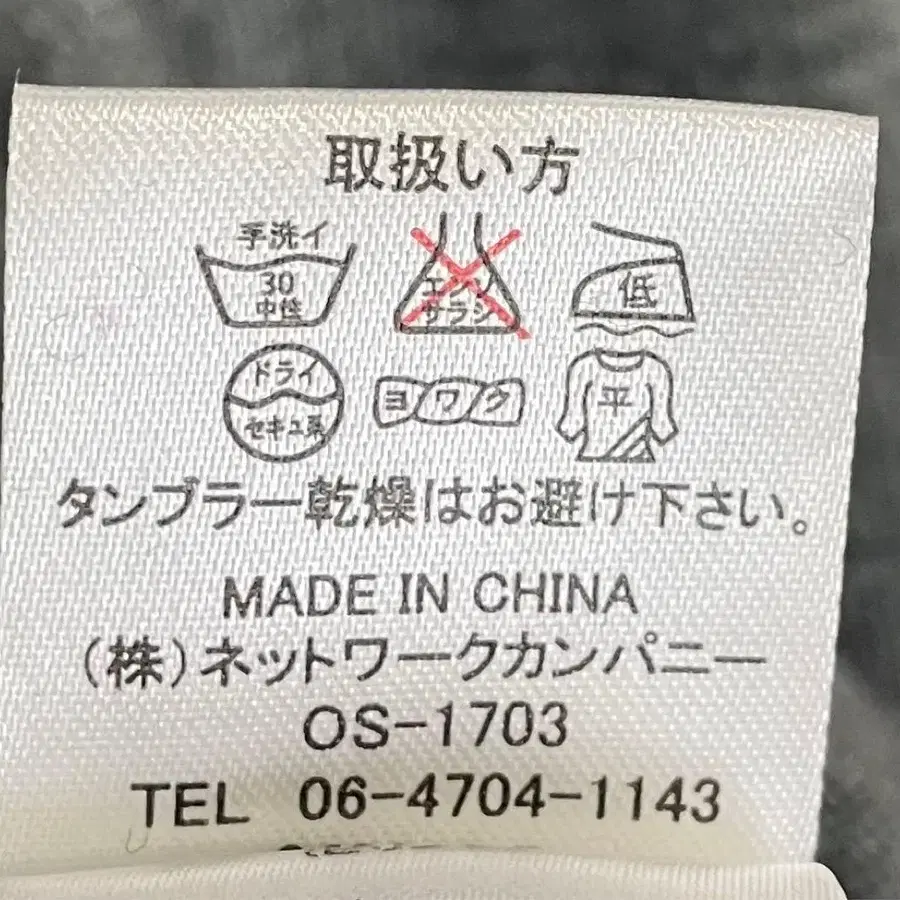 取扱い方
手洗イ
30
中性
エンソ
サラシ
低
ドライ
セキユ系
ヨワク
平
タンブラー乾燥はお避け下さい。
MADE IN CHINA
(株)ネットワークカンパニー
OS-1703
TEL 06-4704-1143